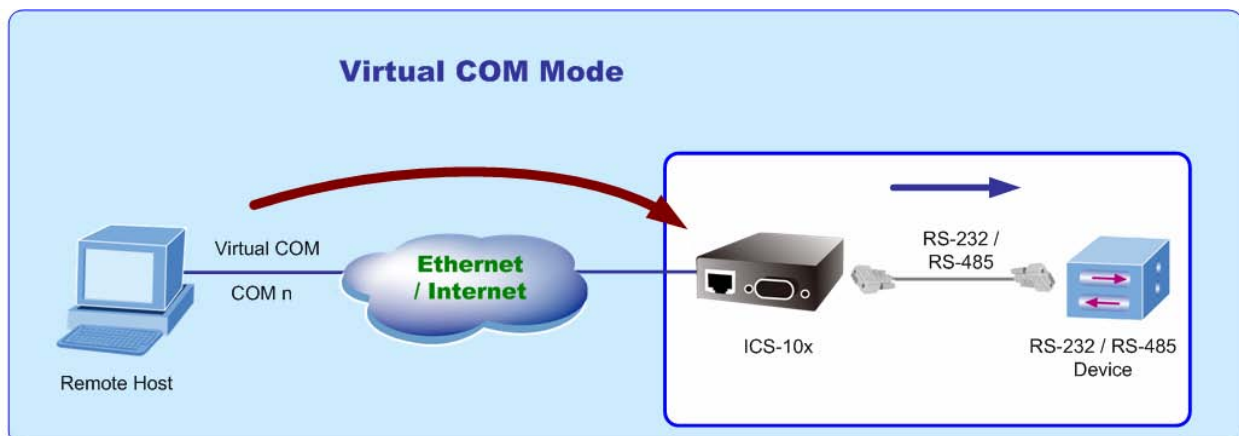 Virtual COM Mode
Virtual COM
COM n
Ethernet
/ Internet
RS-232 /
RS-485
Remote Host
ICS-10x
RS-232 / RS-485
Device